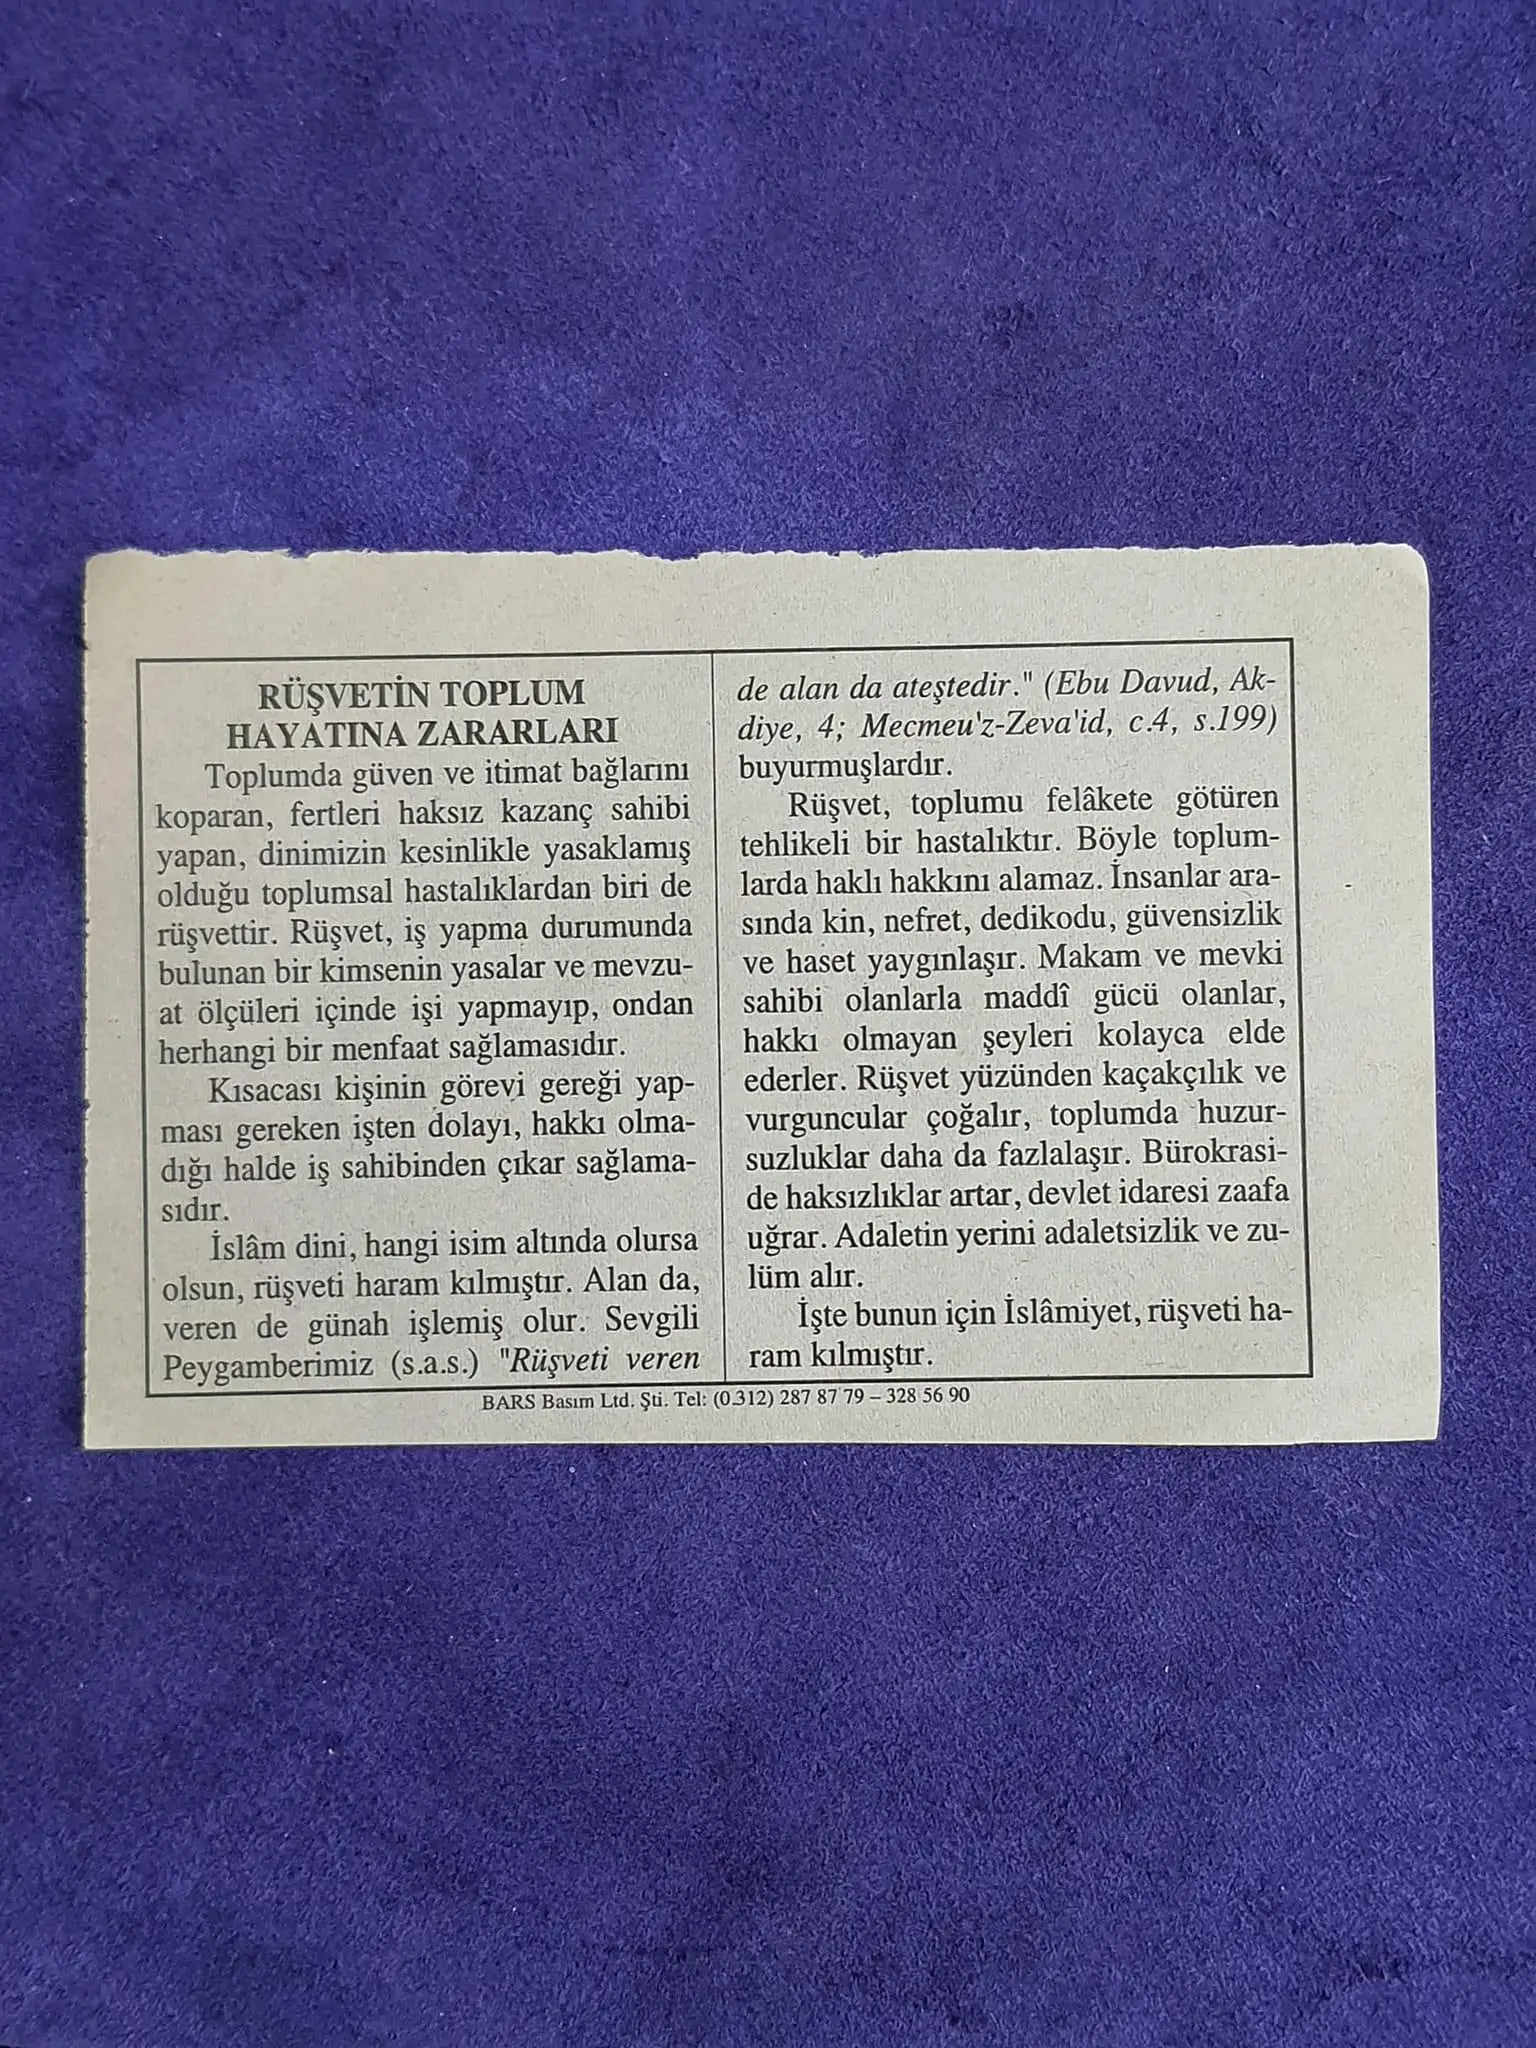 RÜŞVETİN TOPLUM
HAYATINA ZARARLARI
Toplumda güven ve itimat bağlarını
koparan, fertleri haksız kazanç sahibi
yapan, dinimizin kesinlikle yasaklamış
olduğu toplumsal hastalıklardan biri de
rüşvettir. Rüşvet, iş yapma durumunda
bulunan bir kimsenin yasalar ve mevzu-
at ölçüleri içinde işi yapmayıp, ondan
herhangi bir menfaat sağlamasıdır.
Kısacası kişinin görevi gereği yap-
ması gereken işten dolayı, hakkı olma-
dığı halde iş sahibinden çıkar sağlama-
sıdır.
İslâm dini, hangi isim altında olursa
olsun, rüşveti haram kılmıştır. Alan da,
veren de günah işlemiş olur. Sevgili
Peygamberimiz (s.a.s.) "Rüşveti veren
de alan da ateştedir." (Ebu Davud, Ak-
diye, 4; Mecmeu'z-Zeva'id, c.4, s.199)
buyurmuşlardır.
Rüşvet, toplumu felâkete götüren
tehlikeli bir hastalıktır. Böyle toplum-
larda haklı hakkını alamaz. İnsanlar ara-
sında kin, nefret, dedikodu, güvensizlik
ve haset yaygınlaşır. Makam ve mevki
sahibi olanlarla maddî gücü olanlar,
hakkı olmayan şeyleri kolayca elde
ederler. Rüşvet yüzünden kaçakçılık ve
vurguncular çoğalır, toplumda huzur-
suzluklar daha da fazlalaşır. Bürokrasi-
de haksızlıklar artar, devlet idaresi zaafa
uğrar. Adaletin yerini adaletsizlik ve zu-
lüm alır.
İşte bunun için İslâmiyet, rüşveti ha-
ram kılmıştır.
BARS Basım Ltd. Şti. Tel: (0.312) 287 87 79 – 328 56 90